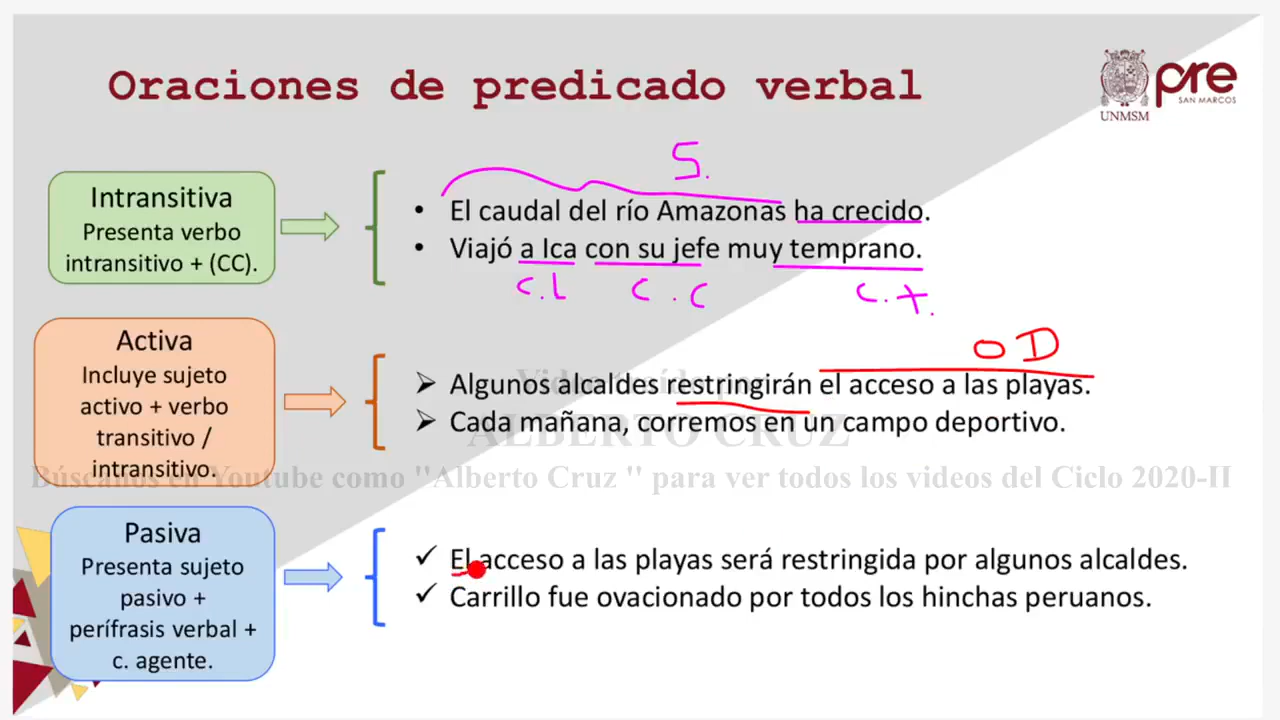 Oraciones de predicado verbal
UNMSM
pre
SAN MARCOS
Intransitiva
Presenta verbo
intransitivo + (CC).
S.
• El caudal del río Amazonas ha crecido.
• Viajó a Ica con su jefe muy temprano.
C.L C.C C.t.
Activa
Incluye sujeto
activo + verbo
transitivo /
intransitivo.
OD
➢ Algunos alcaldes restringirán el acceso a las playas.
➢ Cada mañana, corremos en un campo deportivo.
ALBERTO CRUZ
Búscanos en Youtube como "Alberto Cruz " para ver todos los videos del Ciclo 2020-II
Pasiva
Presenta sujeto
pasivo +
perífrasis verbal +
c. agente.
✓ El acceso a las playas será restringida por algunos alcaldes.
✓ Carrillo fue ovacionado por todos los hinchas peruanos.